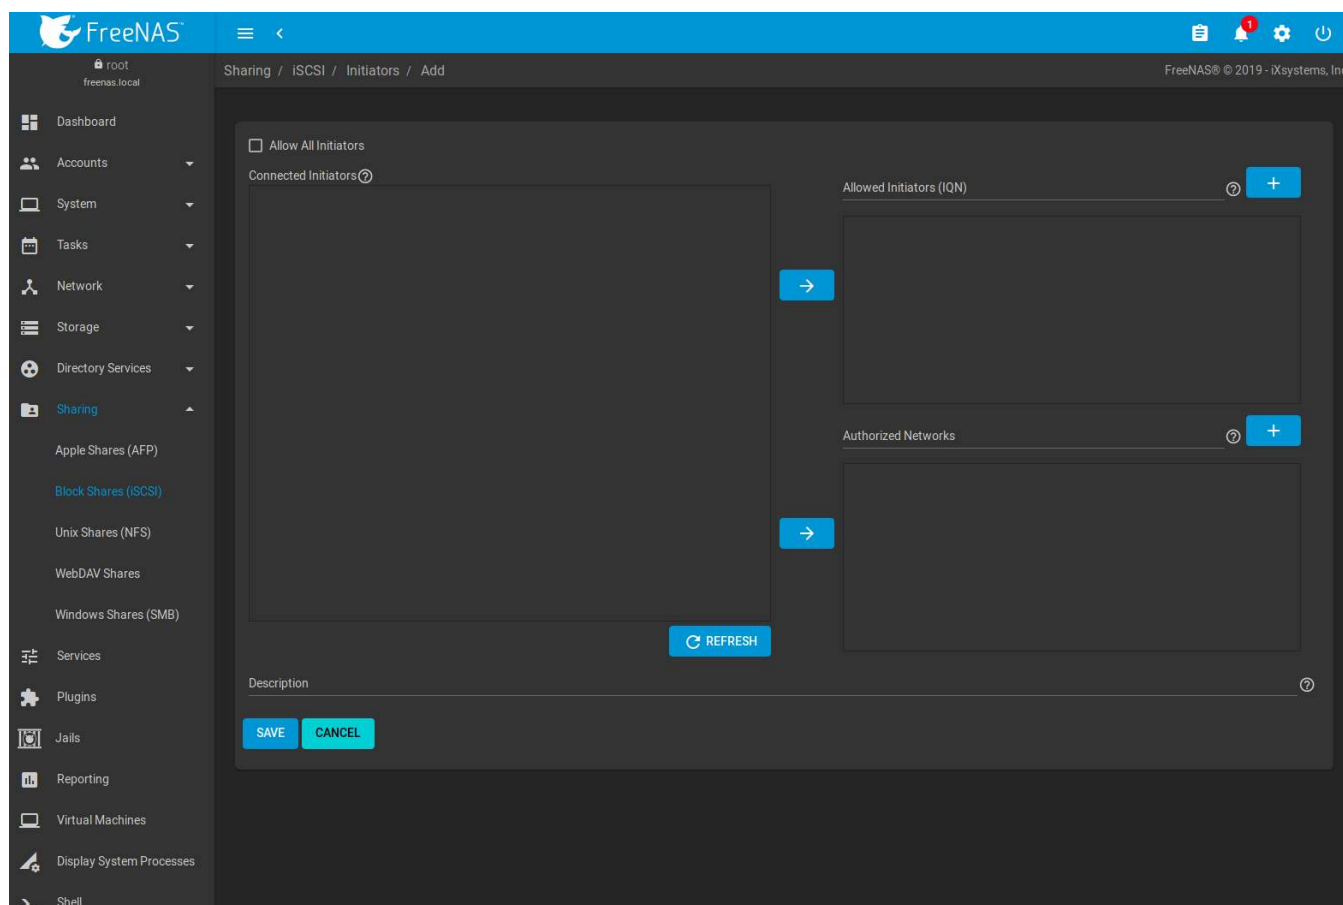 FreeNAS
1
root
freenas.local
Sharing / iSCSI / Initiators / Add
FreeNAS® © 2019 - iXsystems, In
Dashboard
Accounts
System
Tasks
Network
Storage
Directory Services
Sharing
Apple Shares (AFP)
Block Shares (iSCSI)
Unix Shares (NFS)
WebDAV Shares
Windows Shares (SMB)
Services
Plugins
Jails
Reporting
Virtual Machines
Display System Processes
Shell
Allow All Initiators
Connected Initiators
Allowed Initiators (IQN)
Authorized Networks
REFRESH
Description
SAVE CANCEL